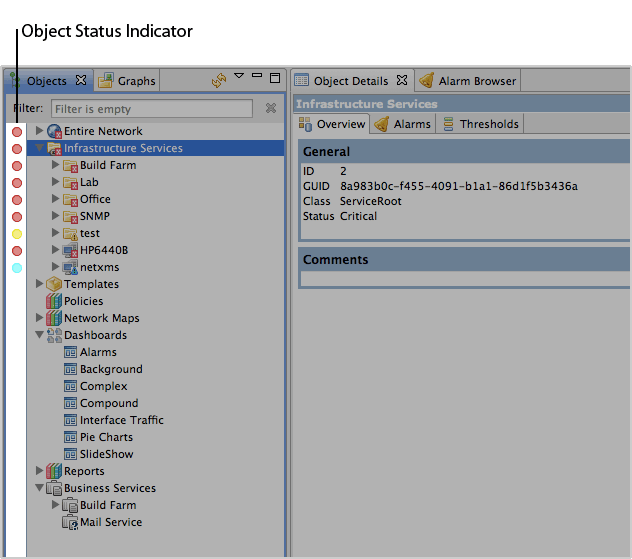 Object Status Indicator
Objects
Graphs
Object Details
Alarm Browser
Filter:
Filter is empty
Infrastructure Services
Overview
Alarms
Thresholds
Entire Network
Infrastructure Services
Build Farm
Lab
Office
SNMP
test
HP6440B
netxms
Templates
Policies
Network Maps
Dashboards
Alarms
Background
Complex
Compound
Interface Traffic
Pie Charts
SlideShow
Reports
Business Services
Build Farm
Mail Service
General
ID 2
GUID 8a983b0c-f455-4091-b1a1-86d1f5b3436a
Class ServiceRoot
Status Critical
Comments